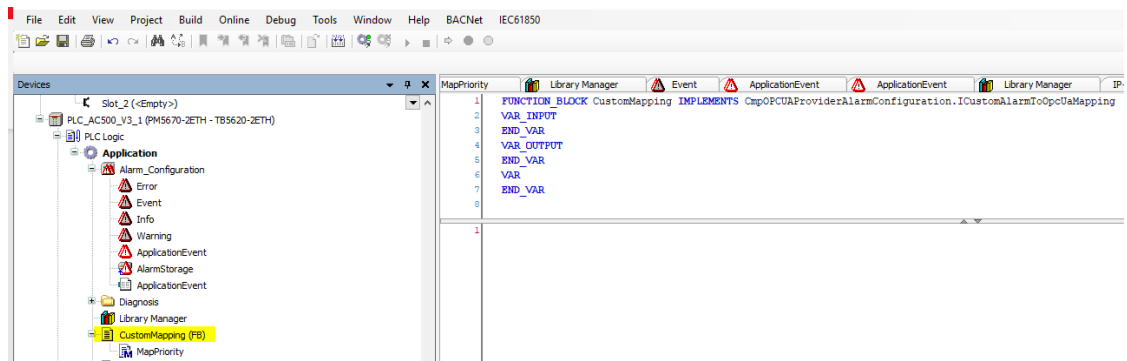 File Edit View Project Build Online Debug Tools Window Help BACNet IEC61850
Devices
Slot_2 (<Empty>)
PLC_AC500_V3_1 (PM5670-2ETH - TB5620-2ETH)
PLC Logic
Application
Alarm_Configuration
Error
Event
Info
Warning
ApplicationEvent
AlarmStorage
ApplicationEvent
Diagnosis
Library Manager
CustomMapping (FB)
MapPriority
MapPriority Library Manager Event ApplicationEvent ApplicationEvent Library Manager IP-
1 FUNCTION_BLOCK CustomMapping IMPLEMENTS CmpOPCUAProviderAlarmConfiguration.ICustomAlarmToOpcUaMapping
2 VAR_INPUT
3 END_VAR
4 VAR_OUTPUT
5 END_VAR
6 VAR
7 END_VAR
8
1